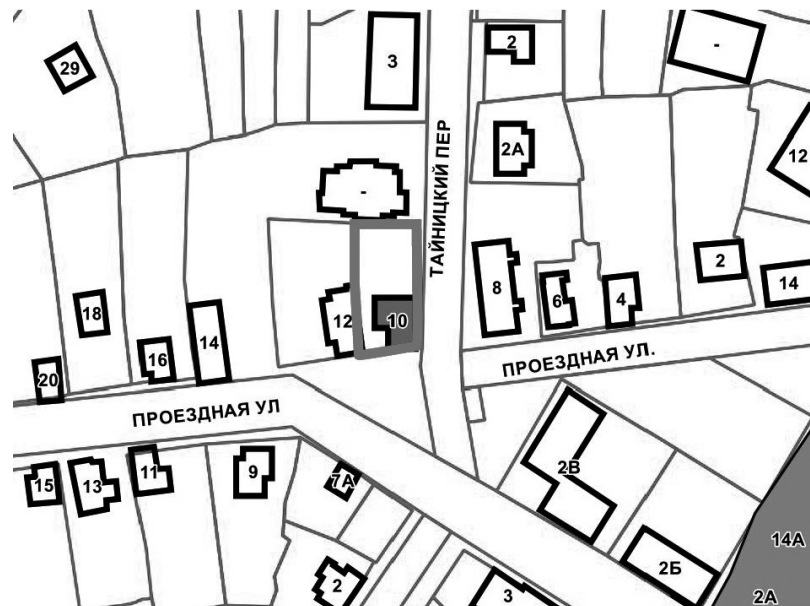 2
3
-
29
ТАЙНИЦКИЙ ПЕР
2А
12
-
2
8
6
4
14
18
12
10
14
16
20
ПРОЕЗДНАЯ УЛ.
ПРОЕЗДНАЯ УЛ
15
13
11
9
7А
2В
14А
2Б
2
3
2А